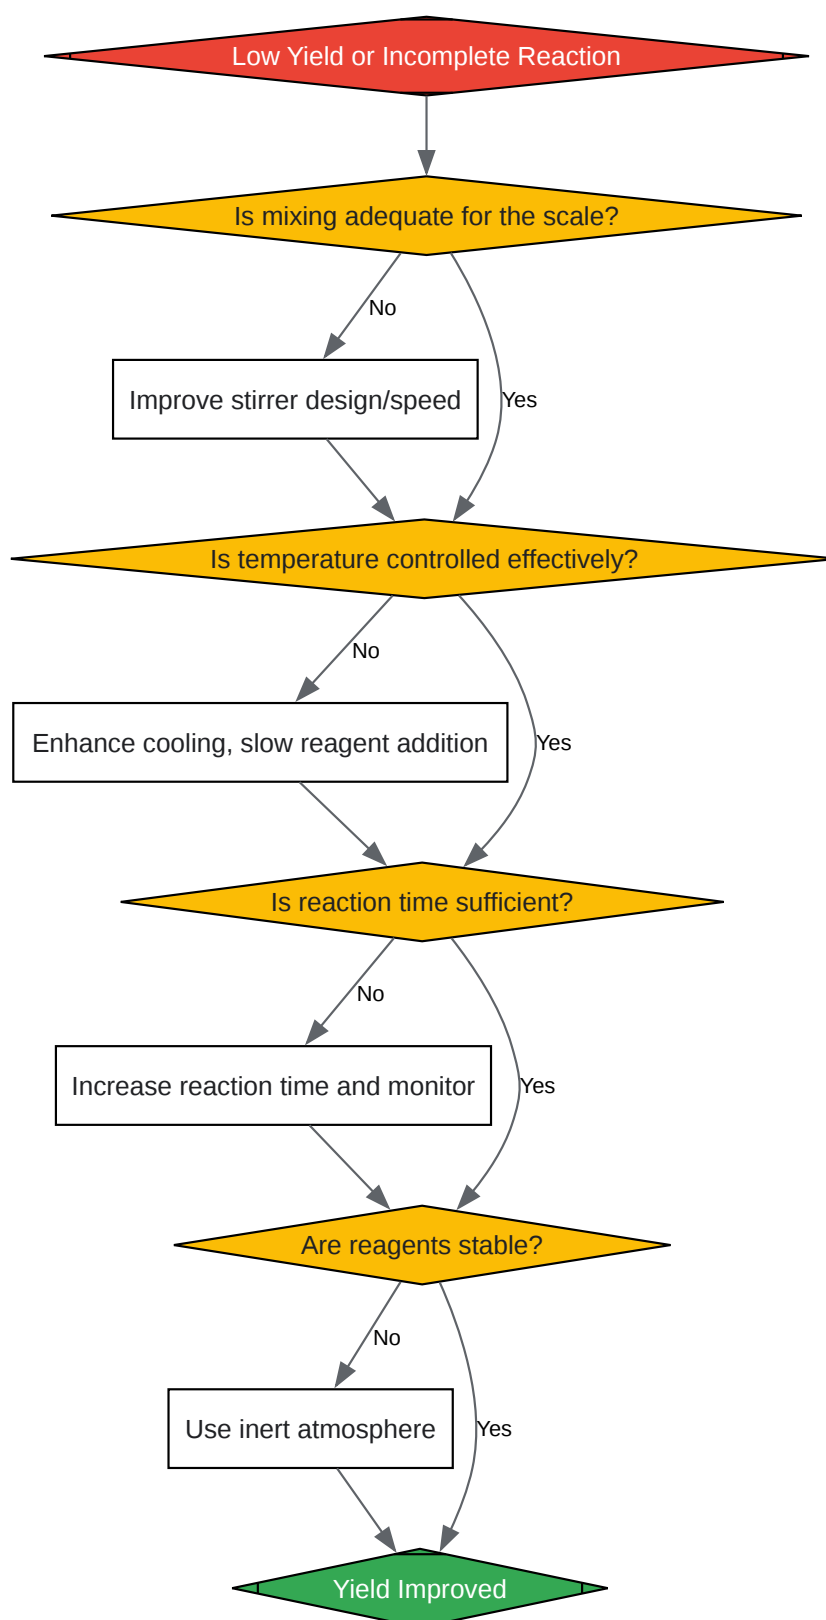 Low Yield or Incomplete Reaction
Is mixing adequate for the scale?
No
Improve stirrer design/speed
Yes
Is temperature controlled effectively?
No
Enhance cooling, slow reagent addition
Yes
Is reaction time sufficient?
No
Increase reaction time and monitor
Yes
Are reagents stable?
No
Use inert atmosphere
Yes
Yield Improved